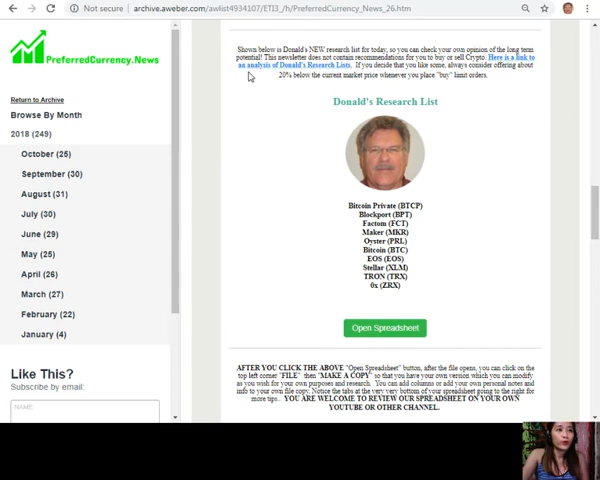 Not secure | archive.aweber.com/awlist4934107/ETI3_/h/PreferredCurrency_News_26.htm
PreferredCurrency.News
Return to Archive
Browse By Month
2018 (249)
October (25)
September (30)
August (31)
July (30)
June (29)
May (25)
April (26)
March (27)
February (22)
January (4)
Like This?
Subscribe by email:
NAME:
Shown below is Donald's NEW research list for today, so you can check your own opinion of the long term
potential! This newsletter does not contain recommendations for you to buy or sell Crypto. Here is a link to
an analysis of Donald's Research Lists. If you decide that you like some, always consider offering about
20% below the current market price whenever you place "buy" limit orders.
Donald's Research List
Bitcoin Private (BTCP)
Blockport (BPT)
Factom (FCT)
Maker (MKR)
Oyster (PRL)
Bitcoin (BTC)
EOS (EOS)
Stellar (XLM)
TRON (TRX)
0x (ZRX)
Open Spreadsheet
AFTER YOU CLICK THE ABOVE "Open Spreadsheet" button, after the file opens, you can click on the
top left corner "FILE" then "MAKE A COPY" so that you have your own version which you can modify
as you wish for your own purposes and research. You can add columns or add your own personal notes and
info to your own file copy. Notice the tabs at the very very bottom of your spreadsheet going to the right for
more tips. YOU ARE WELCOME TO REVIEW OUR SPREADSHEET ON YOUR OWN
YOUTUBE OR OTHER CHANNEL.